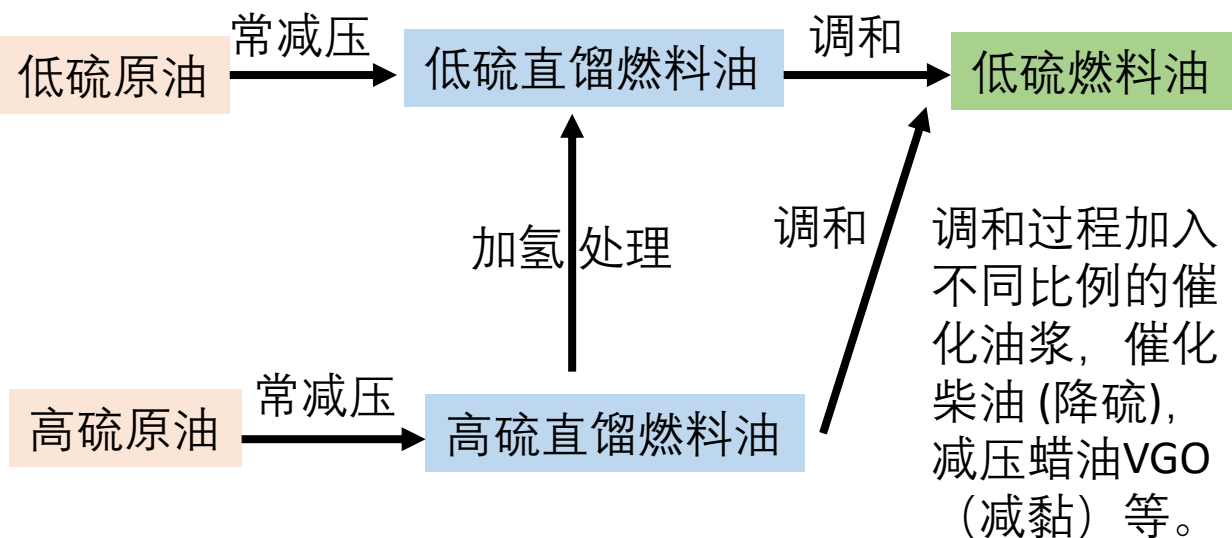 常减压
调和
低硫原油
低硫直馏燃料油
低硫燃料油
加氢处理
调和
调和过程加入
不同比例的催
化油浆，催化
柴油 (降硫),
减压蜡油VGO
（减黏）等。
常减压
高硫原油
高硫直馏燃料油